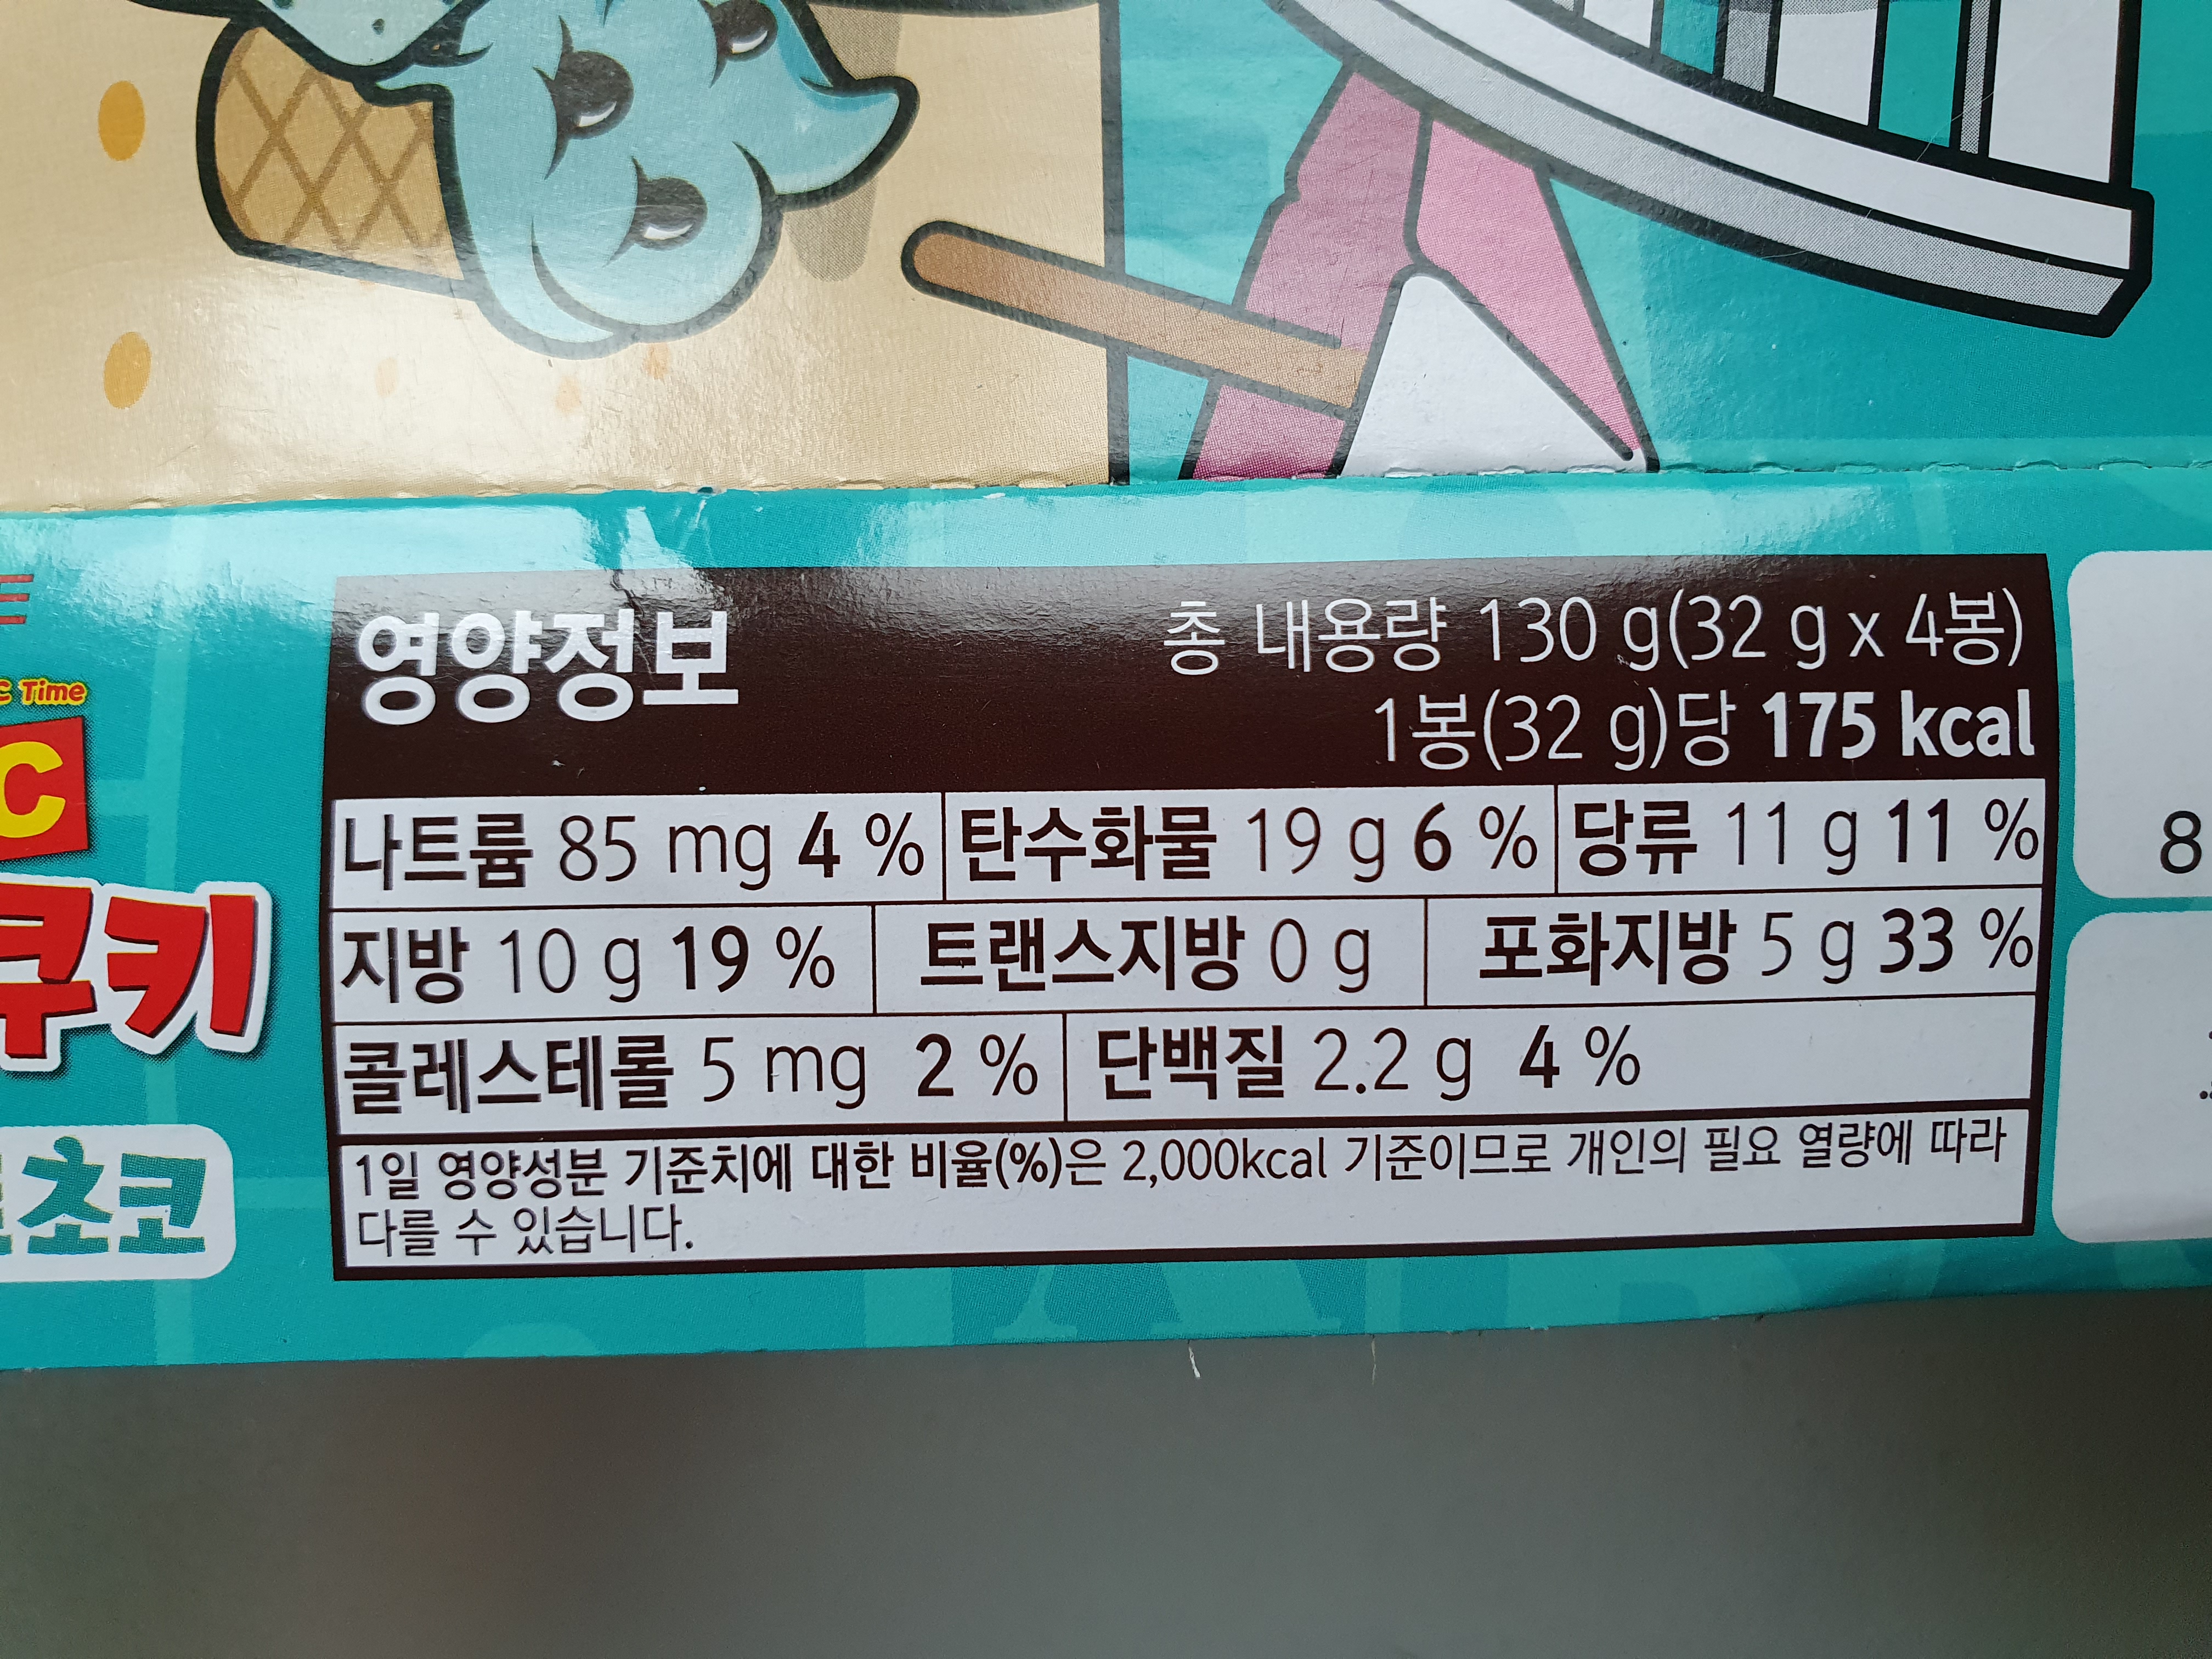 영양정보
총 내용량 130 g(32 g x 4봉)
1봉(32 g)당 175 kcal
나트륨 85 mg 4 % 탄수화물 19 g 6 % 당류 11 g 11 %
지방 10 g 19 % 트랜스지방 0 g 포화지방 5 g 33 %
콜레스테롤 5 mg 2 % 단백질 2.2 g 4 %
1일 영양성분 기준치에 대한 비율(%)은 2,000kcal 기준이므로 개인의 필요 열량에 따라
다를 수 있습니다.
C Time
C
쿠키
초코
8